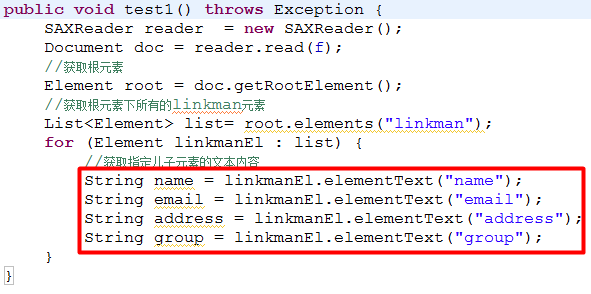 public void test1() throws Exception {
SAXReader reader  = new SAXReader();
Document doc = reader.read(f);
//获取根元素
Element root = doc.getRootElement();
//获取根元素下所有的linkman元素
List<Element> list= root.elements("linkman");
for (Element linkmanEl : list) {
//获取指定儿子元素的文本内容
String name = linkmanEl.elementText("name");
String email = linkmanEl.elementText("email");
String address = linkmanEl.elementText("address");
String group = linkmanEl.elementText("group");
}
}